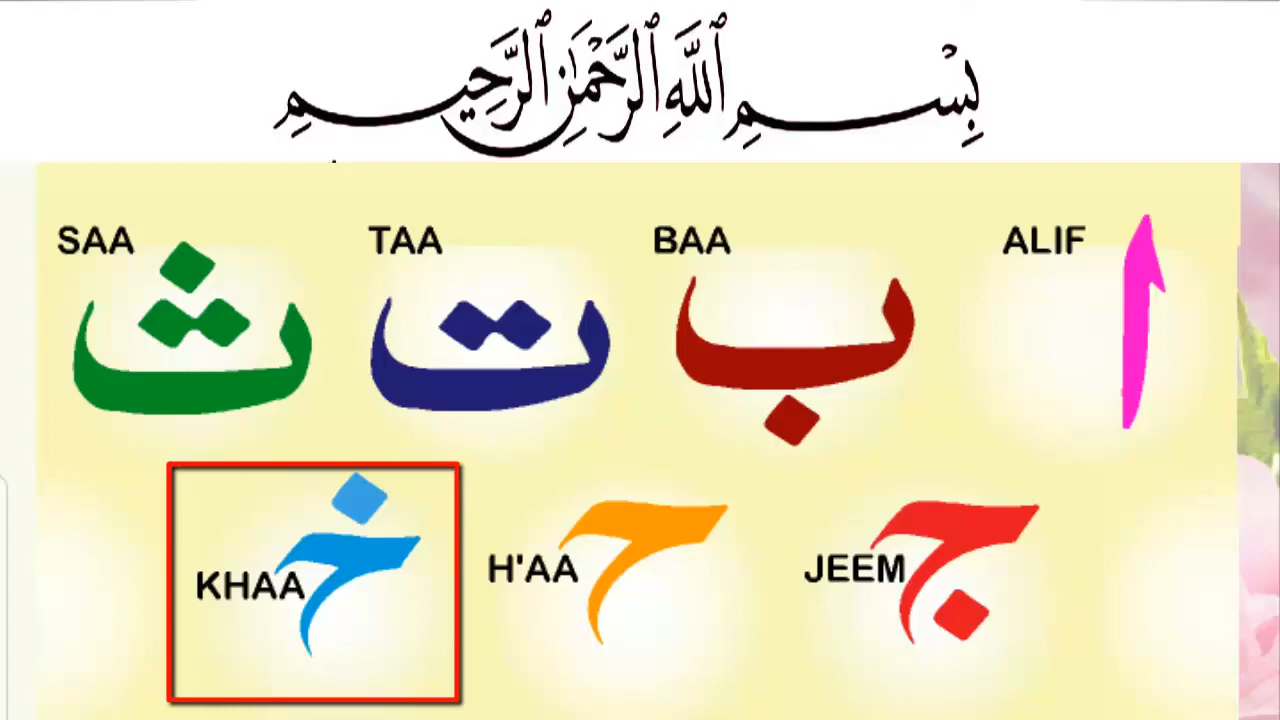 بِسْمِ ٱللَّهِ ٱلرَّحْمَٰنِ ٱلرَّحِيمِ
ALIF ا BAA ب TAA ت SAA ث
JEEM ج H'AA ح KHAA خ